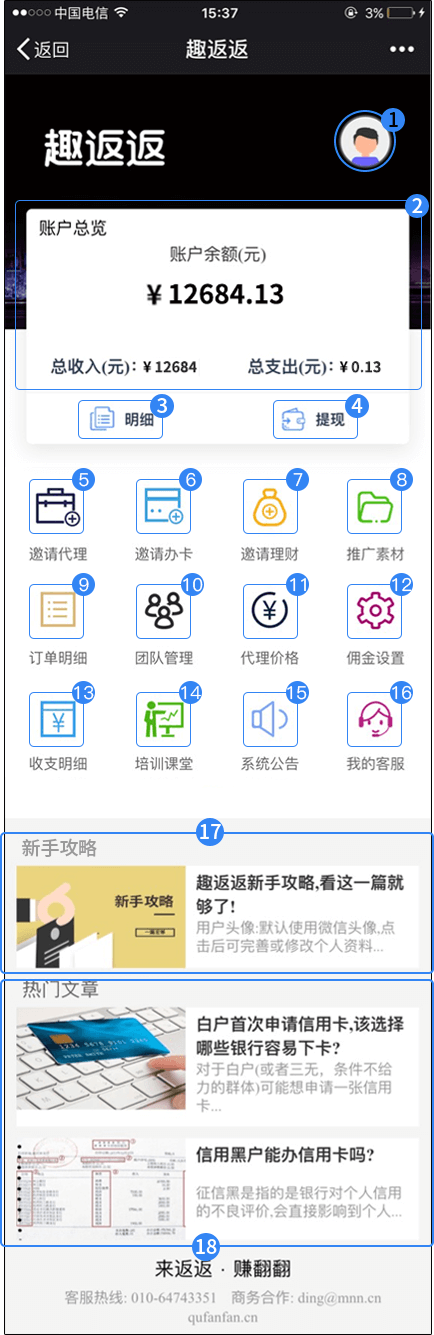 中国电信
15:37
3%
返回
趣返返
趣返返
1
2
账户总览
账户余额(元)
¥ 12684.13
总收入(元): ¥ 12684
总支出(元): ¥ 0.13
3
明细
4
提现
5
6
7
8
邀请代理
邀请办卡
邀请理财
推广素材
9
10
11
12
订单明细
团队管理
代理价格
佣金设置
13
14
15
16
收支明细
培训课堂
系统公告
我的客服
17
新手攻略
新手攻略
趣返返新手攻略,看这一篇就
够了!
用户头像:默认使用微信头像,点
击后可完善或修改个人资料...
热门文章
白户首次申请信用卡,该选择
哪些银行容易下卡?
对于白户(或者三无，条件不给
力的群体)可能想申请一张信用
卡...
信用黑户能办信用卡吗?
征信黑是指的是银行对个人信用
的不良评价,会直接影响到个人...
18
来返返 · 赚翻翻
客服热线: 010-64743351 商务合作: ding@mnn.cn
qufanfan.cn